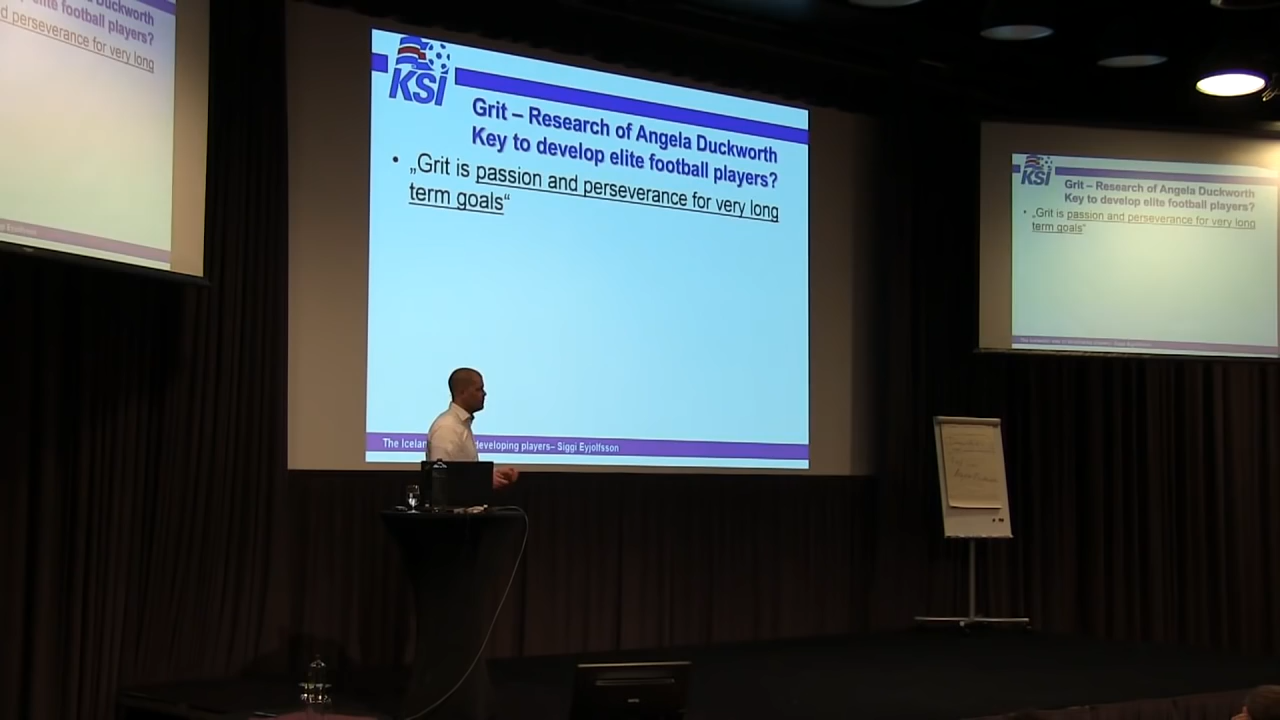 Duckworth
elite football players?
d perseverance for very long
KSI
Grit – Research of Angela Duckworth
Key to develop elite football players?
• „Grit is passion and perseverance for very long
term goals“
The Icelan
developing players– Siggi Eyjolfsson
KSI
Grit – Research of Angela Duckworth
Key to develop elite football players?
• „Grit is passion and perseverance for very long
term goals“